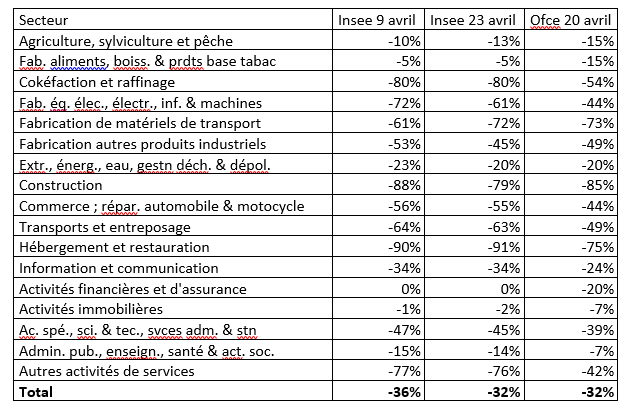 Secteur Insee 9 avril Insee 23 avril Ofce 20 avril
Agriculture, sylviculture et pêche -10% -13% -15%
Fab. aliments, boiss. & prdts base tabac -5% -5% -15%
Cokéfaction et raffinage -80% -80% -54%
Fab. éq. élec., électr., inf. & machines -72% -61% -44%
Fabrication de matériels de transport -61% -72% -73%
Fabrication autres produits industriels -53% -45% -49%
Extr., énerg., eau, gestn déch. & dépol. -23% -20% -20%
Construction -88% -79% -85%
Commerce ; répar. automobile & motocycle -56% -55% -44%
Transports et entreposage -64% -63% -49%
Hébergement et restauration -90% -91% -75%
Information et communication -34% -34% -24%
Activités financières et d'assurance 0% 0% -20%
Activités immobilières -1% -2% -7%
Ac. spé., sci. & tec., svces adm. & stn -47% -45% -39%
Admin. pub., enseign., santé & act. soc. -15% -14% -7%
Autres activités de services -77% -76% -42%
Total -36% -32% -32%